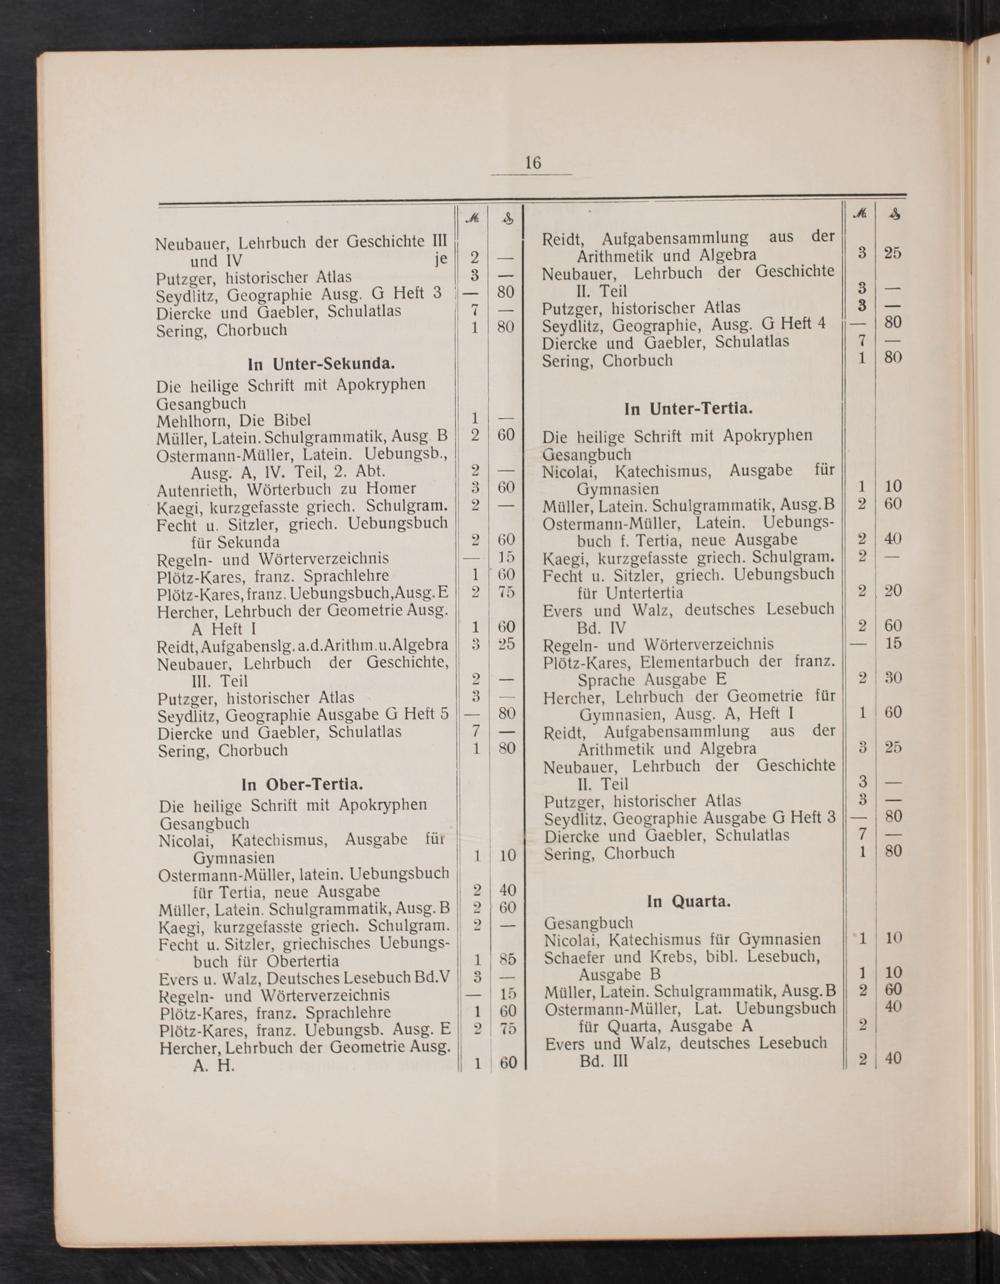 16
ℳ ₰
Neubauer, Lehrbuch der Geschichte III
und IV je 2 —
Putzger, historischer Atlas 3 —
Seydlitz, Geographie Ausg. G Heft 3 — 80
Diercke und Gaebler, Schulatlas 7 —
Sering, Chorbuch 1 80
In Unter-Sekunda.
Die heilige Schrift mit Apokryphen
Gesangbuch
Mehlhorn, Die Bibel 1 —
Müller, Latein. Schulgrammatik, Ausg B 2 60
Ostermann-Müller, Latein. Uebungsb.,
Ausg. A, IV. Teil, 2. Abt. 2 —
Autenrieth, Wörterbuch zu Homer 3 60
Kaegi, kurzgefasste griech. Schulgram. 2 —
Fecht u. Sitzler, griech. Uebungsbuch
für Sekunda 2 60
Regeln- und Wörterverzeichnis — 15
Plötz-Kares, franz. Sprachlehre 1 60
Plötz-Kares, franz. Uebungsbuch, Ausg. E 2 75
Hercher, Lehrbuch der Geometrie Ausg.
A Heft I 1 60
Reidt, Aufgabenslg. a.d. Arithm. u. Algebra 3 25
Neubauer, Lehrbuch der Geschichte,
III. Teil 2 —
Putzger, historischer Atlas 3 —
Seydlitz, Geographie Ausgabe G Heft 5 — 80
Diercke und Gaebler, Schulatlas 7 —
Sering, Chorbuch 1 80
In Ober-Tertia.
Die heilige Schrift mit Apokryphen
Gesangbuch
Nicolai, Katechismus, Ausgabe für
Gymnasien 1 10
Ostermann-Müller, latein. Uebungsbuch
für Tertia, neue Ausgabe 2 40
Müller, Latein. Schulgrammatik, Ausg. B 2 60
Kaegi, kurzgefasste griech. Schulgram. 2 —
Fecht u. Sitzler, griechisches Uebungs-
buch für Obertertia 1 85
Evers u. Walz, Deutsches Lesebuch Bd. V 3 —
Regeln- und Wörterverzeichnis — 15
Plötz-Kares, franz. Sprachlehre 1 60
Plötz-Kares, franz. Uebungsb. Ausg. E 2 75
Hercher, Lehrbuch der Geometrie Ausg.
A. H. 1 60
ℳ ₰
Reidt, Aufgabensammlung aus der
Arithmetik und Algebra 3 25
Neubauer, Lehrbuch der Geschichte
II. Teil 3 —
Putzger, historischer Atlas 3 —
Seydlitz, Geographie, Ausg. G Heft 4 — 80
Diercke und Gaebler, Schulatlas 7 —
Sering, Chorbuch 1 80
In Unter-Tertia.
Die heilige Schrift mit Apokryphen
Gesangbuch
Nicolai, Katechismus, Ausgabe für
Gymnasien 1 10
Müller, Latein. Schulgrammatik, Ausg. B 2 60
Ostermann-Müller, Latein. Uebungs-
buch f. Tertia, neue Ausgabe 2 40
Kaegi, kurzgefasste griech. Schulgram. 2 —
Fecht u. Sitzler, griech. Uebungsbuch
für Untertertia 2 20
Evers und Walz, deutsches Lesebuch
Bd. IV 2 60
Regeln- und Wörterverzeichnis — 15
Plötz-Kares, Elementarbuch der franz.
Sprache Ausgabe E 2 30
Hercher, Lehrbuch der Geometrie für
Gymnasien, Ausg. A, Heft I 1 60
Reidt, Aufgabensammlung aus der
Arithmetik und Algebra 3 25
Neubauer, Lehrbuch der Geschichte
II. Teil 3 —
Putzger, historischer Atlas 3 —
Seydlitz, Geographie Ausgabe G Heft 3 — 80
Diercke und Gaebler, Schulatlas 7 —
Sering, Chorbuch 1 80
In Quarta.
Gesangbuch
Nicolai, Katechismus für Gymnasien 1 10
Schaefer und Krebs, bibl. Lesebuch,
Ausgabe B 1 10
Müller, Latein. Schulgrammatik, Ausg. B 2 60
Ostermann-Müller, Lat. Uebungsbuch 40
für Quarta, Ausgabe A 2
Evers und Walz, deutsches Lesebuch
Bd. III 2 40